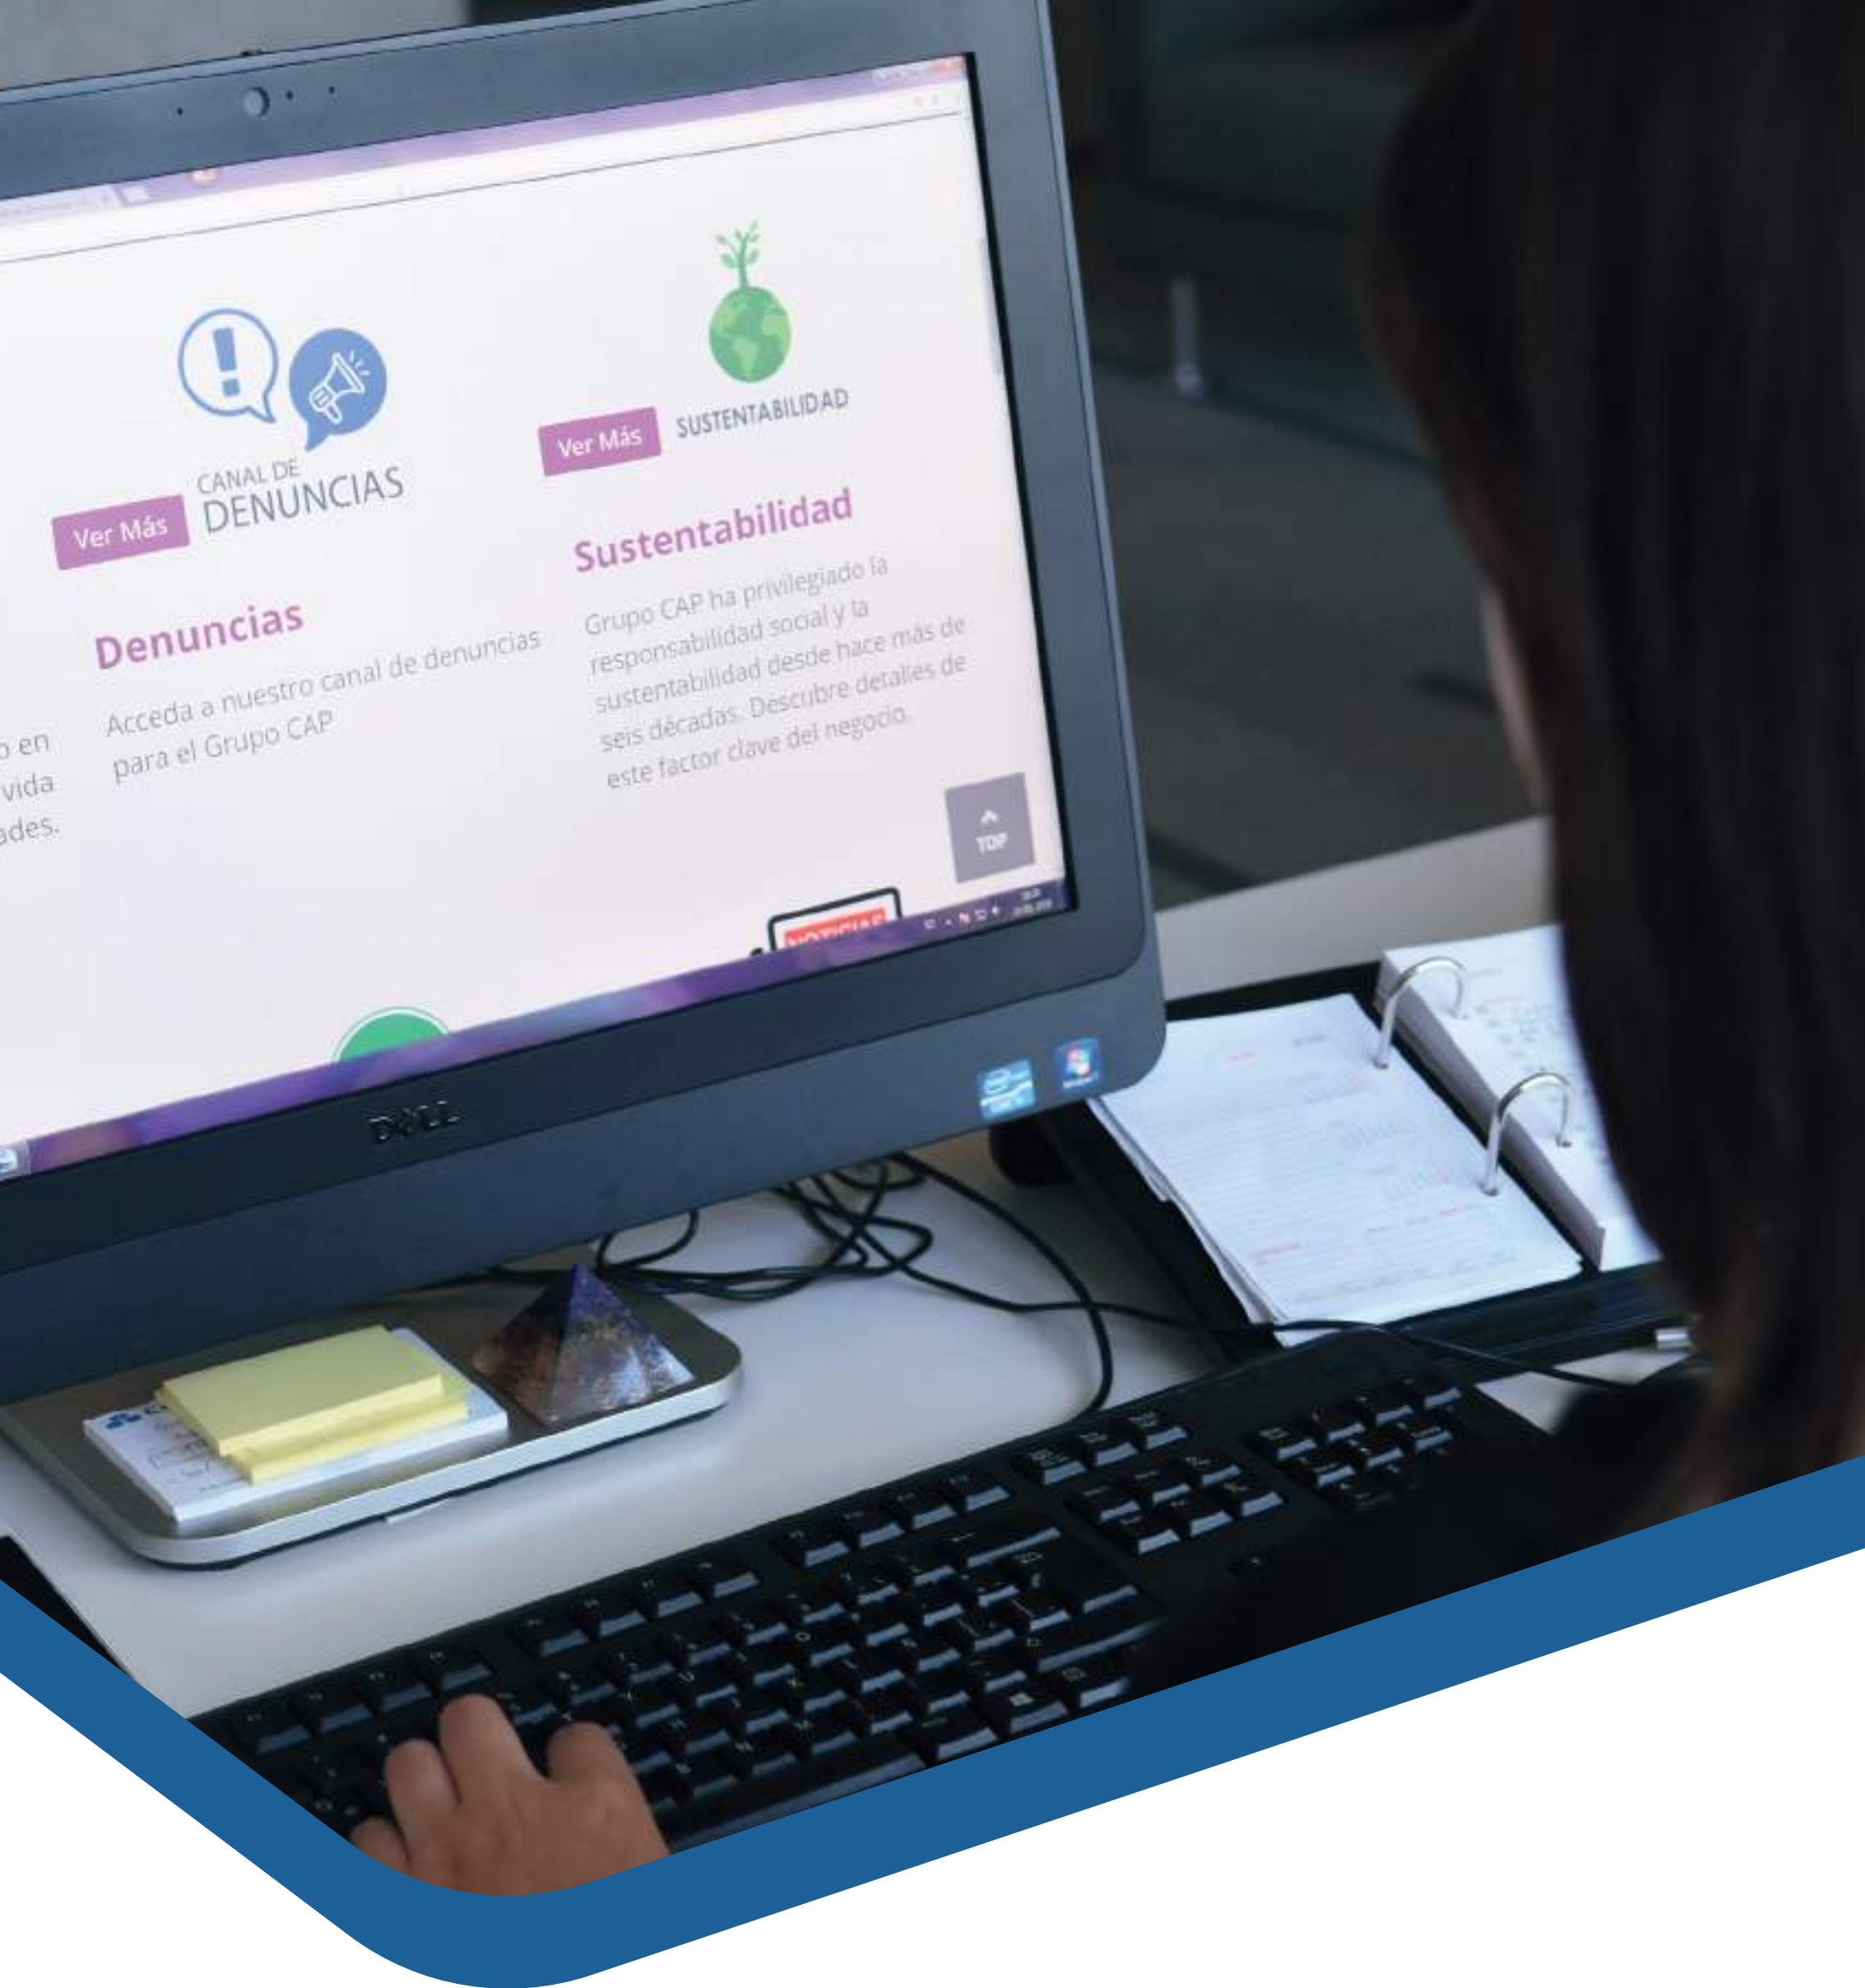 CANAL DE
DENUNCIAS
Ver Más
Denuncias
Acceda a nuestro canal de denuncias
para el Grupo CAP
en
vida
ades.
Ver Más
SUSTENTABILIDAD
Sustentabilidad
Grupo CAP ha privilegiado la
responsabilidad social y la
sustentabilidad desde hace más de
seis décadas. Descubre detalles de
este factor clave del negocio.
TOP
NOTICIAS
DELL